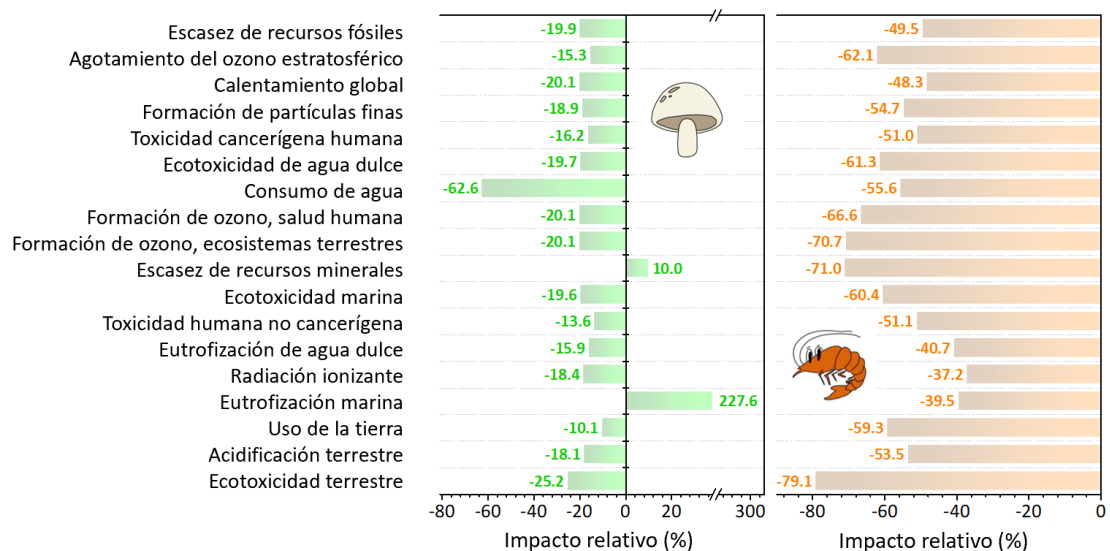 Escasez de recursos fósiles -19.9 -49.5
Agotamiento del ozono estratosférico -15.3 -62.1
Calentamiento global -20.1 -48.3
Formación de partículas finas -18.9 -54.7
Toxicidad cancerígena humana -16.2 -51.0
Ecotoxicidad de agua dulce -19.7 -61.3
Consumo de agua -62.6 -55.6
Formación de ozono, salud humana -20.1 -66.6
Formación de ozono, ecosistemas terrestres -20.1 -70.7
Escasez de recursos minerales 10.0 -71.0
Ecotoxicidad marina -19.6 -60.4
Toxicidad humana no cancerígena -13.6 -51.1
Eutrofización de agua dulce -15.9 -40.7
Radiación ionizante -18.4 -37.2
Eutrofización marina 227.6 -39.5
Uso de la tierra -10.1 -59.3
Acidificación terrestre -18.1 -53.5
Ecotoxicidad terrestre -25.2 -79.1
-80 -60 -40 -20 0 20 300 -80 -60 -40 -20 0
Impacto relativo (%) Impacto relativo (%)